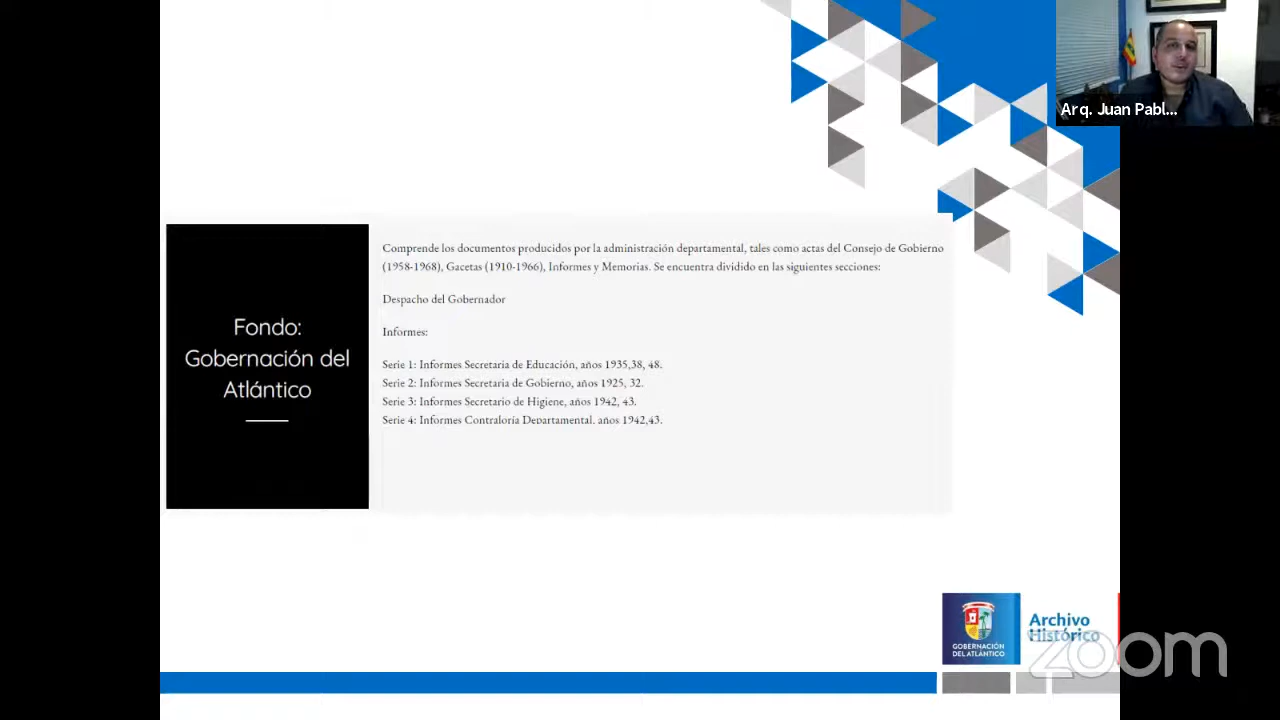 Arq. Juan Pabl...
Comprende los documentos producidos por la administración departamental, tales como actas del Consejo de Gobierno
(1958-1968), Gacetas (1910-1966), Informes y Memorias. Se encuentra dividido en las siguientes secciones:
Despacho del Gobernador
Informes:
Serie 1: Informes Secretaria de Educación, años 1935,38, 48.
Serie 2: Informes Secretaria de Gobierno, años 1925, 32.
Serie 3: Informes Secretario de Higiene, años 1942, 43.
Serie 4: Informes Contraloría Departamental. años 1942,43.
Fondo:
Gobernación del
Atlántico
GOBERNACIÓN
DEL ATLÁNTICO
Archivo
Histórico
zoom